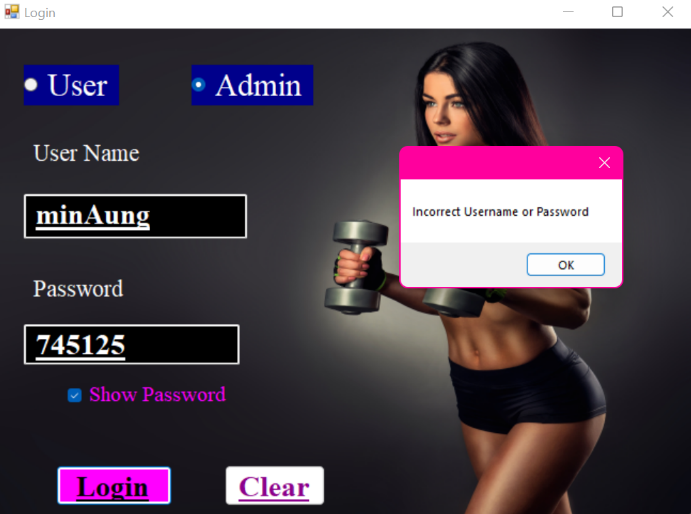 Login
User
Admin
User Name
minAung
Incorrect Username or Password
OK
Password
745125
Show Password
Login
Clear